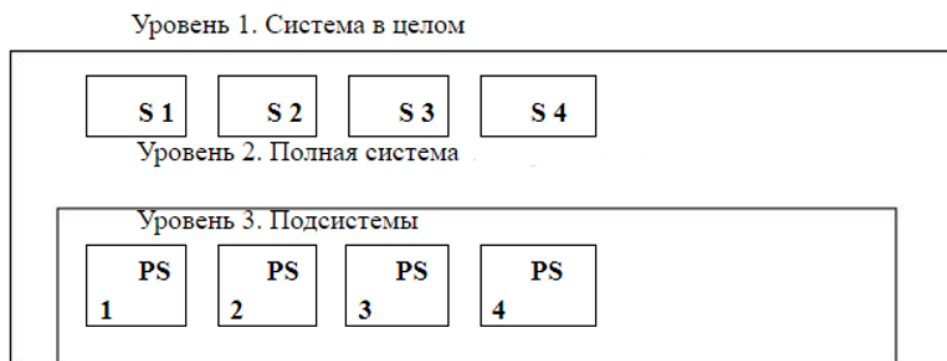 Уровень 1. Система в целом
S 1 S 2 S 3 S 4
Уровень 2. Полная система
Уровень 3. Подсистемы
PS PS PS PS
1 2 3 4